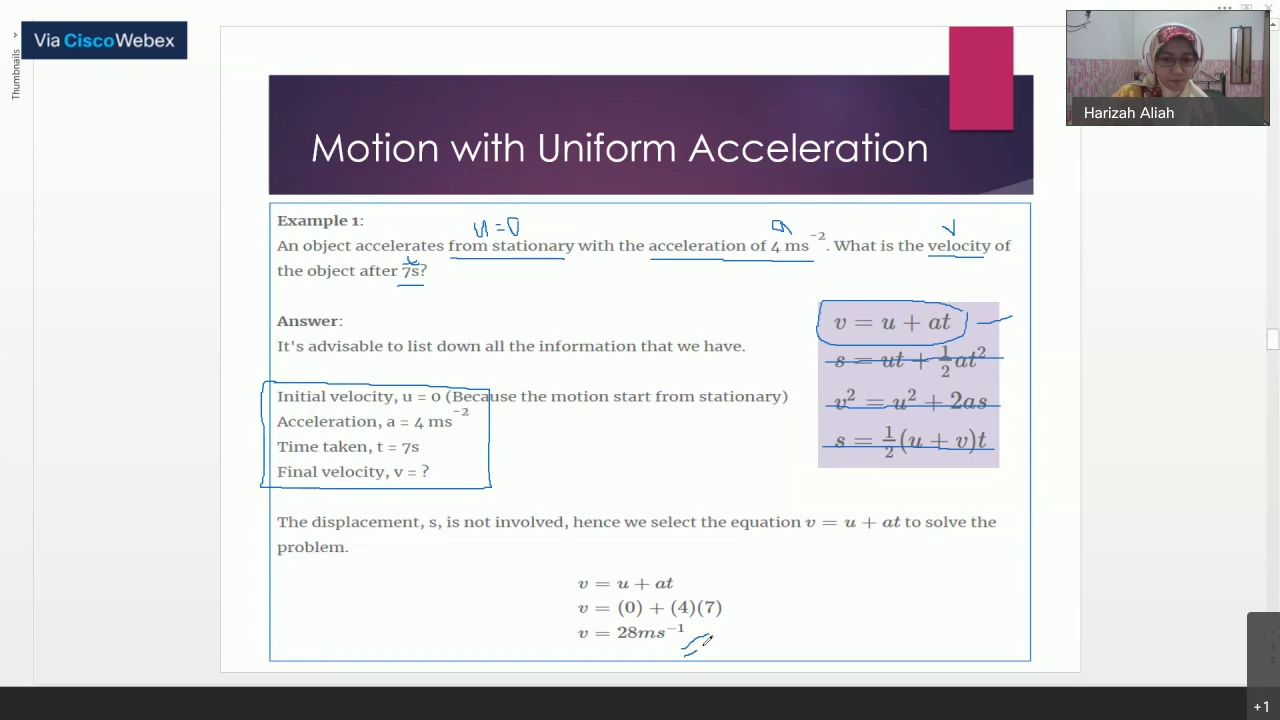 Via Cisco Webex
Thumbnails
Harizah Aliah
Motion with Uniform Acceleration
Example 1:
u = 0 a v
An object accelerates from stationary with the acceleration of 4 ms⁻². What is the velocity of
t
the object after 7s?
Answer:
It's advisable to list down all the information that we have.
v = u + at
s = ut + ½at²
v² = u² + 2as
s = ½(u + v)t
Initial velocity, u = 0 (Because the motion start from stationary)
Acceleration, a = 4 ms⁻²
Time taken, t = 7s
Final velocity, v = ?
The displacement, s, is not involved, hence we select the equation v = u + at to solve the
problem.
v = u + at
v = (0) + (4)(7)
v = 28ms⁻¹
+1